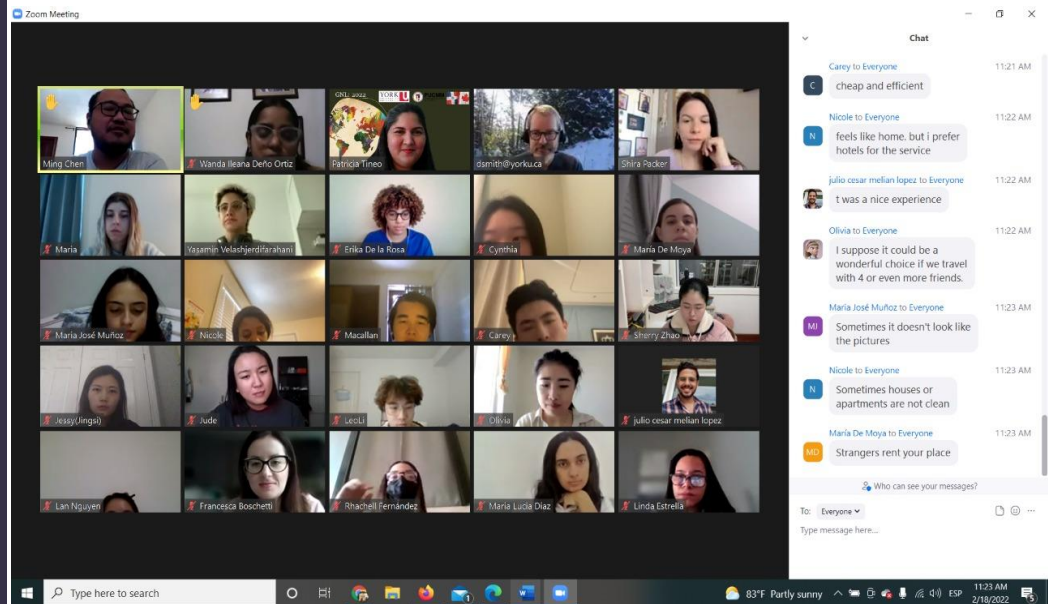 Zoom Meeting
Ming Chen
Wanda Ileana Deño Ortiz
GNL: 2022 YORK U PUCMM
Patricia Tineo
dsmith@yorku.ca
Shira Packer
Maria
Yasamin Velashjerdifarahani
Erika De la Rosa
Cynthia
María De Moya
Maria José Muñoz
Nicole
Macallan
Carey
Sherry Zhao
Jessy(Jingsi)
Jude
LeoLi
Olivia
julio cesar melian lopez
Lan Nguyen
Francesca Boschetti
Rhachell Fernández
Maria Lucia Diaz
Linda Estrella
Chat
Carey to Everyone 11:21 AM
C
cheap and efficient
Nicole to Everyone 11:22 AM
N
feels like home. but i prefer
hotels for the service
julio cesar melian lopez to Everyone 11:22 AM
t was a nice experience
Olivia to Everyone 11:22 AM
I suppose it could be a
wonderful choice if we travel
with 4 or even more friends.
Maria José Muñoz to Everyone 11:23 AM
MJ
Sometimes it doesn't look like
the pictures
Nicole to Everyone 11:23 AM
N
Sometimes houses or
apartments are not clean
María De Moya to Everyone 11:23 AM
MD
Strangers rent your place
Who can see your messages?
To: Everyone
Type message here...
Type here to search
83°F Partly sunny
ESP
11:23 AM
2/18/2022